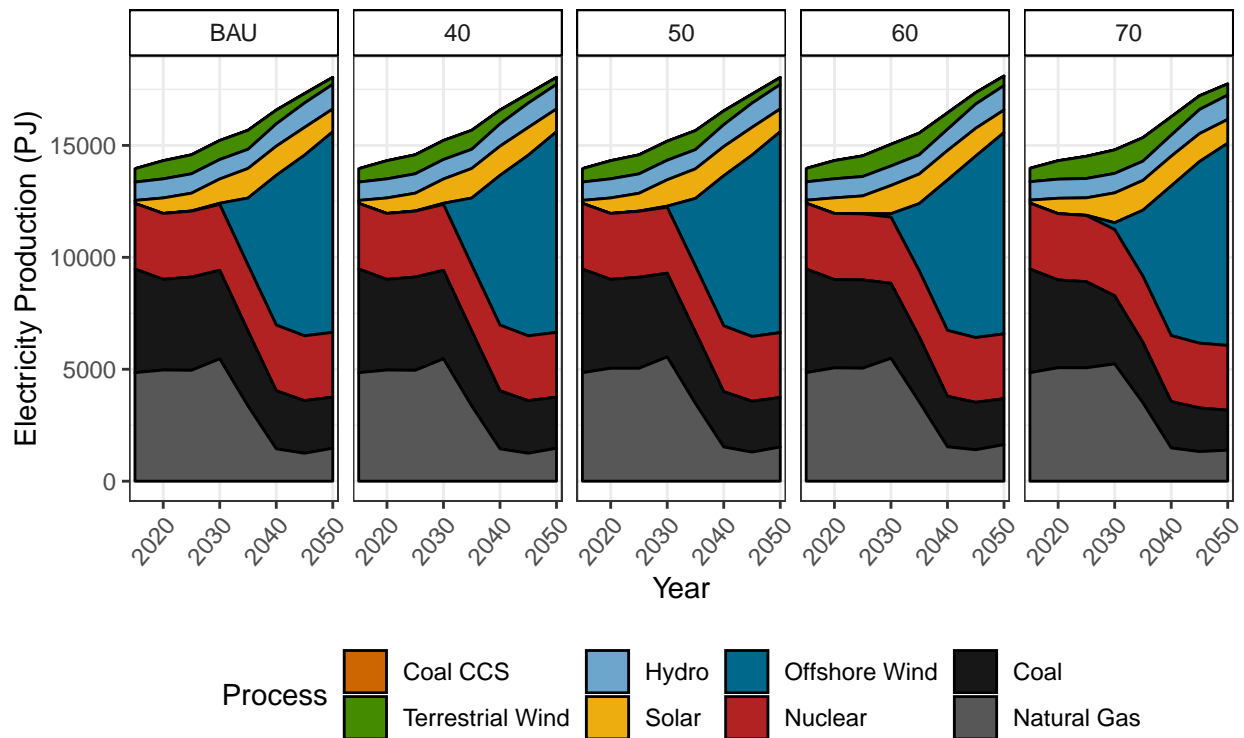 BAU 40 50 60 70
Electricity Production (PJ)
15000
10000
5000
0
2020 2030 2040 2050 2020 2030 2040 2050 2020 2030 2040 2050 2020 2030 2040 2050 2020 2030 2040 2050
Year
Process
Coal CCS Hydro Offshore Wind Coal
Terrestrial Wind Solar Nuclear Natural Gas